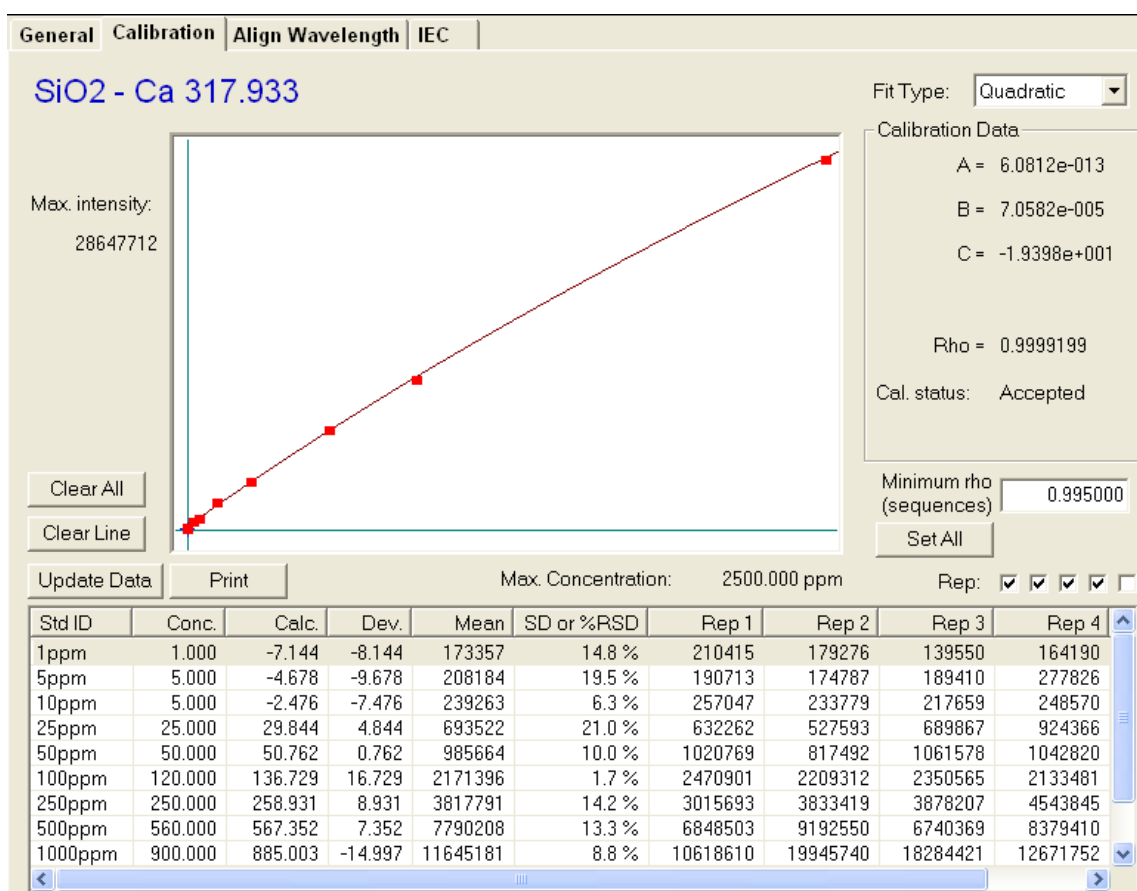 General Calibration Align Wavelength IEC
SiO2 - Ca 317.933
Fit Type: Quadratic
Calibration Data
A = 6.0812e-013
Max. intensity:
B = 7.0582e-005
28647712
C = -1.9398e+001
Rho = 0.9999199
Cal. status: Accepted
Clear All
Minimum rho
(sequences) 0.995000
Clear Line
Set All
Update Data Print Max. Concentration: 2500.000 ppm Rep:
Std ID Conc. Calc. Dev. Mean SD or %RSD Rep 1 Rep 2 Rep 3 Rep 4
1ppm 1.000 -7.144 -8.144 173357 14.8 % 210415 179276 139550 164190
5ppm 5.000 -4.678 -9.678 208184 19.5 % 190713 174787 189410 277826
10ppm 5.000 -2.476 -7.476 239263 6.3 % 257047 233779 217659 248570
25ppm 25.000 29.844 4.844 693522 21.0 % 632262 527593 689867 924366
50ppm 50.000 50.762 0.762 985664 10.0 % 1020769 817492 1061578 1042820
100ppm 120.000 136.729 16.729 2171396 1.7 % 2470901 2209312 2350565 2133481
250ppm 250.000 258.931 8.931 3817791 14.2 % 3015693 3833419 3878207 4543845
500ppm 560.000 567.352 7.352 7790208 13.3 % 6848503 9192550 6740369 8379410
1000ppm 900.000 885.003 -14.997 11645181 8.8 % 10618610 19945740 18284421 12671752